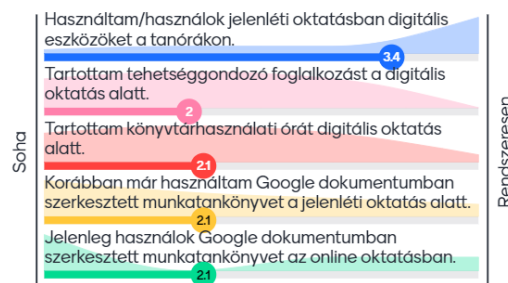 Használtam/használok jelenléti oktatásban digitális
eszközöket a tanórákon.
3.4
Tartottam tehetséggondozó foglalkozást a digitális
oktatás alatt.
2
Tartottam könyvtárhasználati órát digitális oktatás
alatt.
2.1
Korábban már használtam Google dokumentumban
szerkesztett munkatankönyvet a jelenléti oktatás alatt.
2.1
Jelenleg használok Google dokumentumban
szerkesztett munkatankönyvet az online oktatásban.
2.1
Soha
Rendszeresen